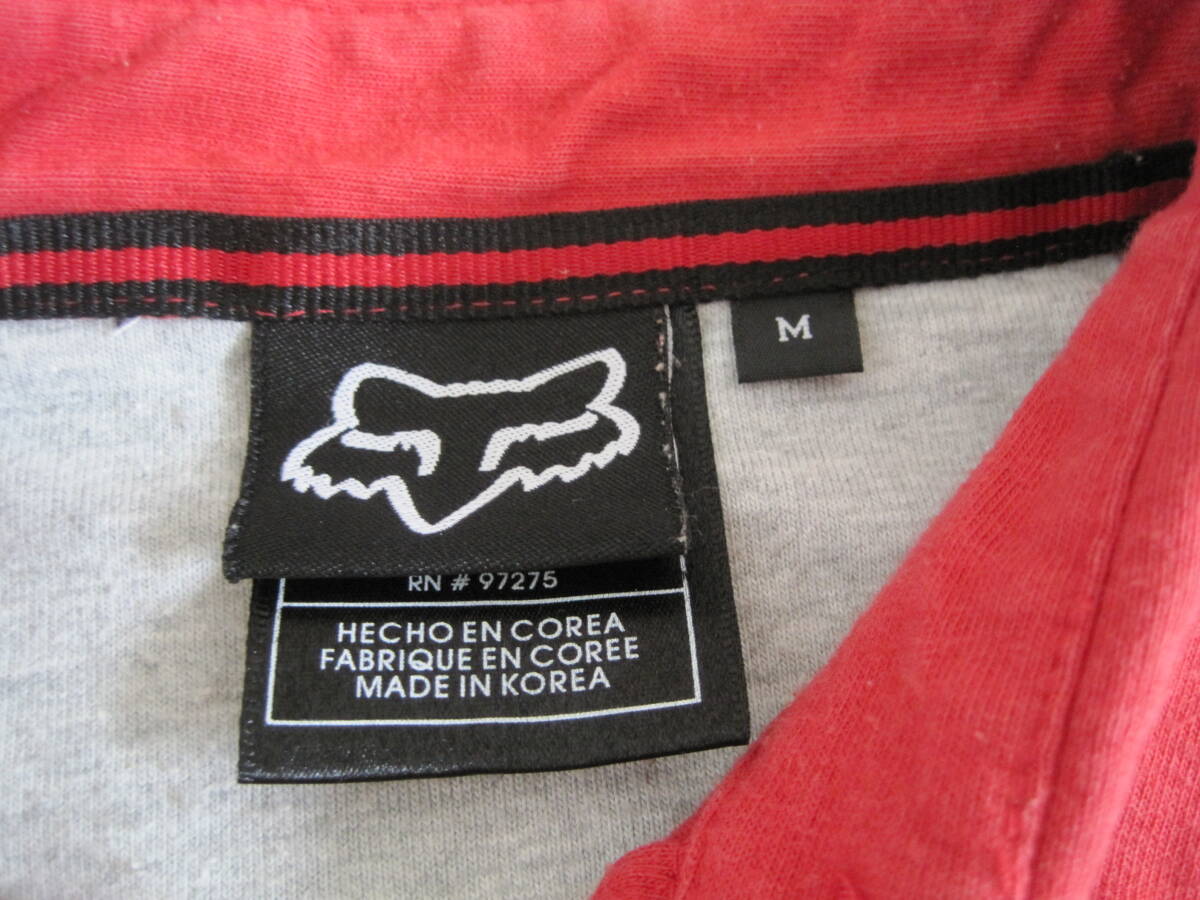 M
RN # 97275
HECHO EN COREA
FABRIQUE EN COREE
MADE IN KOREA